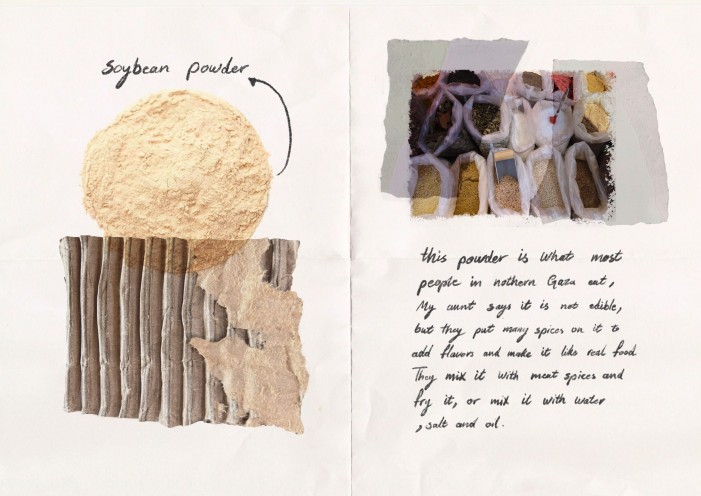 Soybean powder
this powder is what most
people in nothern Gaza eat,
My aunt says it is not edible,
but they put many spices on it to
add flavors and make it like real food
They mix it with meat spices and
fry it, or mix it with water
, salt and oil.